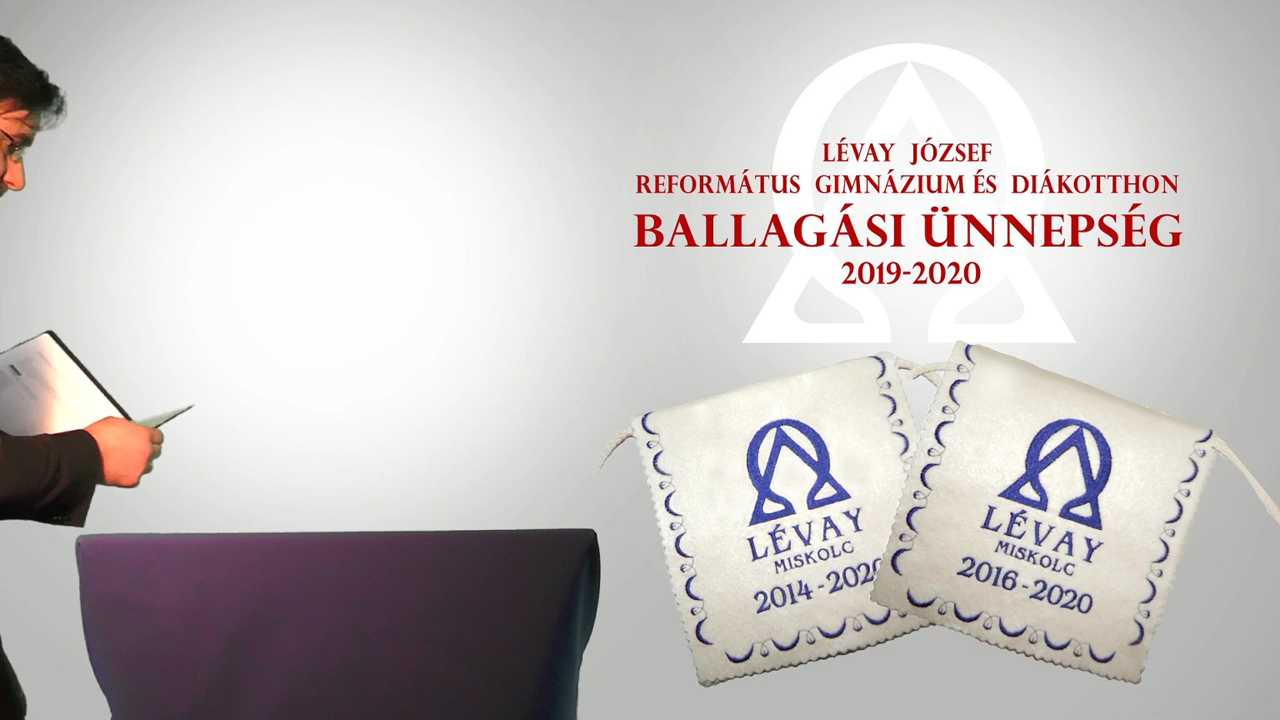 LÉVAY JÓZSEF
REFORMÁTUS GIMNÁZIUM ÉS DIÁKOTTHON
BALLAGÁSI ÜNNEPSÉG
2019-2020
LÉVAY
MISKOLC
2014-2020
LÉVAY
MISKOLC
2016-2020